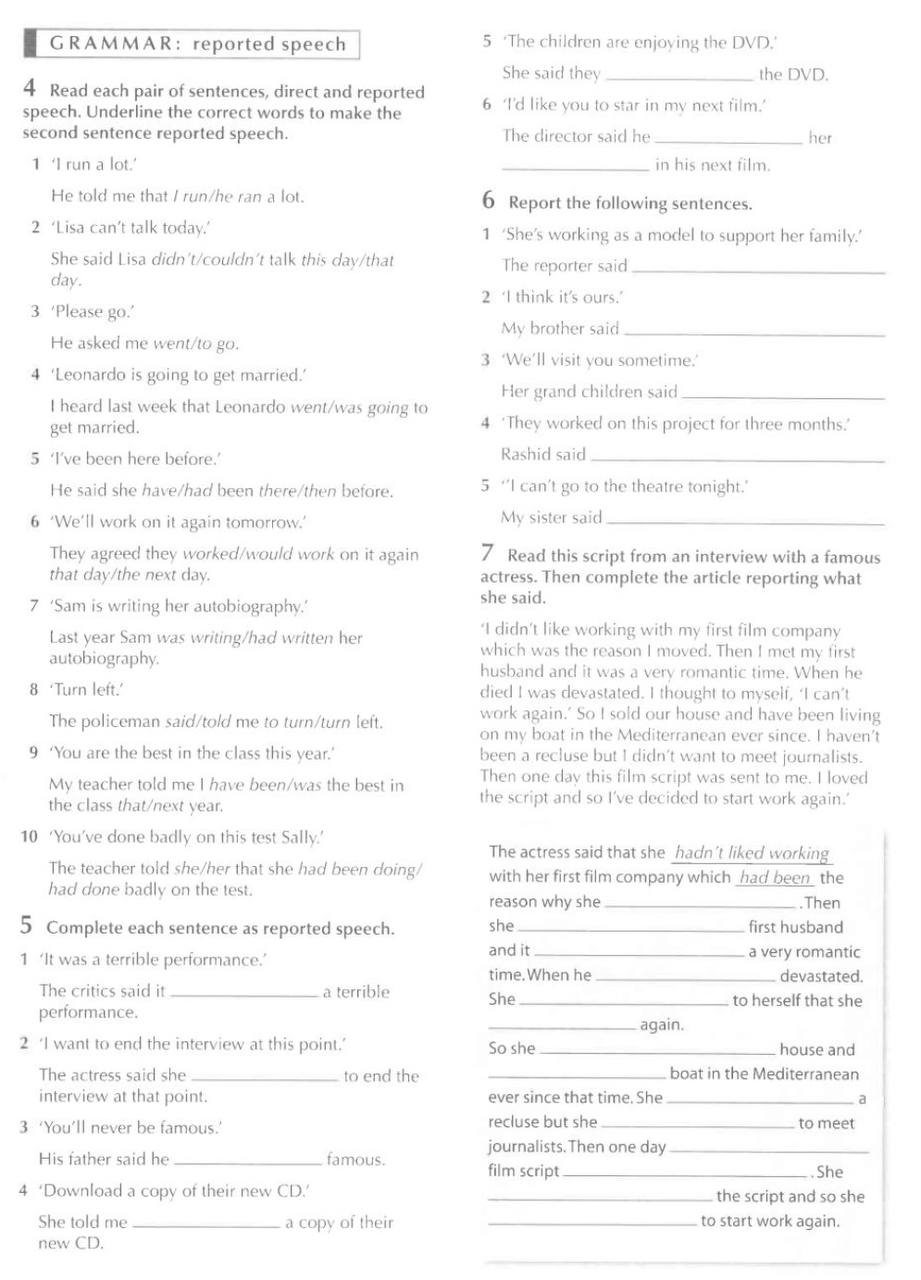 GRAMMAR: reported speech
4 Read each pair of sentences, direct and reported
speech. Underline the correct words to make the
second sentence reported speech.
1 'I run a lot.'
He told me that I run/he ran a lot.
2 'Lisa can't talk today.'
She said Lisa didn't/couldn't talk this day/that
day.
3 'Please go.'
He asked me went/to go.
4 'Leonardo is going to get married.'
I heard last week that Leonardo went/was going to
get married.
5 'I've been here before.'
He said she have/had been there/then before.
6 'We'll work on it again tomorrow.'
They agreed they worked/would work on it again
that day/the next day.
7 'Sam is writing her autobiography.'
Last year Sam was writing/had written her
autobiography.
8 'Turn left.'
The policeman said/told me to turn/turn left.
9 'You are the best in the class this year.'
My teacher told me I have been/was the best in
the class that/next year.
10 'You've done badly on this test Sally.'
The teacher told she/her that she had been doing/
had done badly on the test.
5 Complete each sentence as reported speech.
1 'It was a terrible performance.'
The critics said it ______ a terrible
performance.
2 'I want to end the interview at this point.'
The actress said she ______ to end the
interview at that point.
3 'You'll never be famous.'
His father said he ______ famous.
4 'Download a copy of their new CD.'
She told me ______ a copy of their
new CD.
5 'The children are enjoying the DVD.'
She said they ______ the DVD.
6 'I'd like you to star in my next film.'
The director said he ______ her
______ in his next film.
6 Report the following sentences.
1 'She's working as a model to support her family.'
The reporter said ______
2 'I think it's ours.'
My brother said ______
3 'We'll visit you sometime.'
Her grand children said ______
4 'They worked on this project for three months.'
Rashid said ______
5 ''I can't go to the theatre tonight.'
My sister said ______
7 Read this script from an interview with a famous
actress. Then complete the article reporting what
she said.
'I didn't like working with my first film company
which was the reason I moved. Then I met my first
husband and it was a very romantic time. When he
died I was devastated. I thought to myself, 'I can't
work again.' So I sold our house and have been living
on my boat in the Mediterranean ever since. I haven't
been a recluse but I didn't want to meet journalists.
Then one day this film script was sent to me. I loved
the script and so I've decided to start work again.'
The actress said that she hadn't liked working
with her first film company which had been the
reason why she ______ .Then
she ______ first husband
and it ______ a very romantic
time. When he ______ devastated.
She ______ to herself that she
______ again.
So she ______ house and
______ boat in the Mediterranean
ever since that time. She ______ a
recluse but she ______ to meet
journalists. Then one day ______
film script ______ . She
______ the script and so she
______ to start work again.